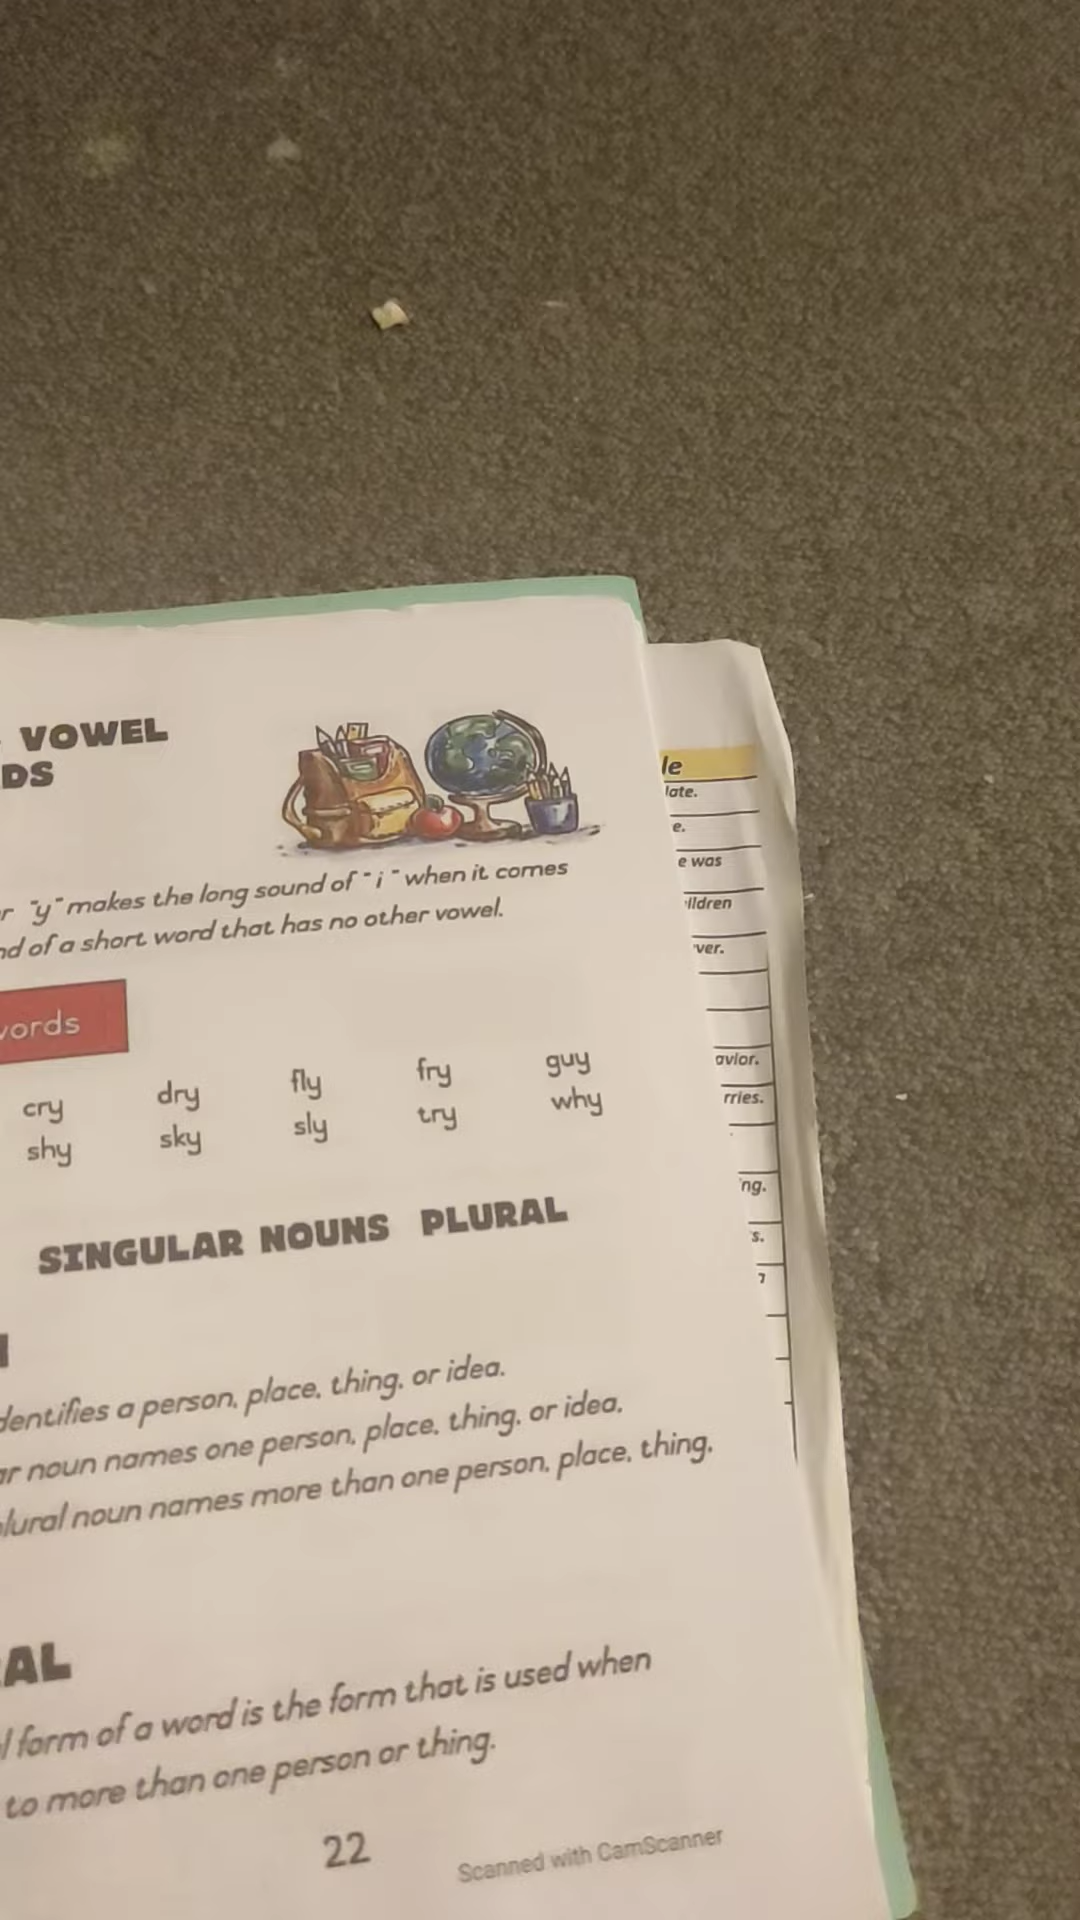 VOWEL
DS
r "y" makes the long sound of "i" when it comes
nd of a short word that has no other vowel.
words
cry dry fly fry guy
shy sky sly try why
SINGULAR NOUNS PLURAL
dentifies a person, place, thing, or idea.
ar noun names one person, place, thing, or idea.
plural noun names more than one person, place, thing,
AL
l form of a word is the form that is used when
to more than one person or thing.
22
Scanned with CamScanner
le
late.
e.
e was
ildren
ver.
avior.
rries.
ng.
s.